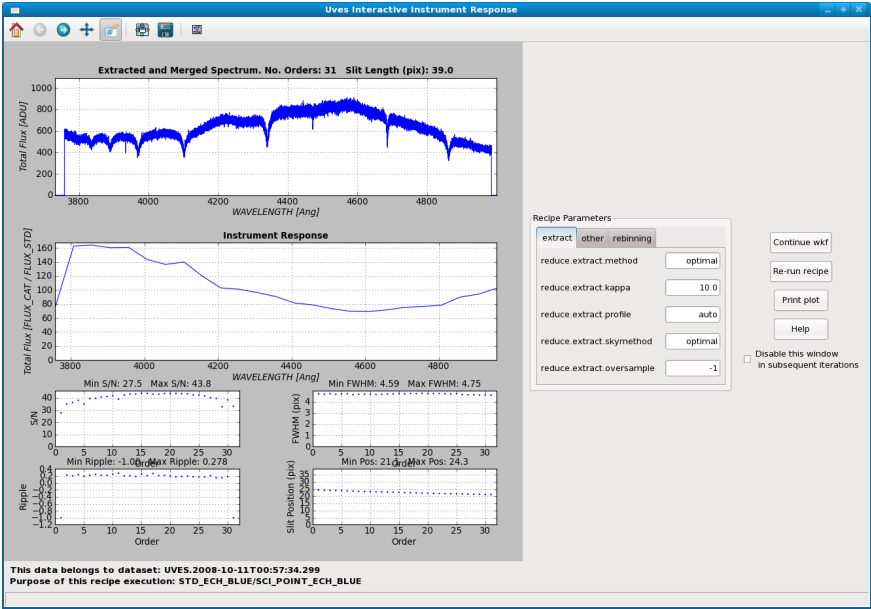 Uves Interactive Instrument Response
Extracted and Merged Spectrum. No. Orders: 31 Slit Length (pix): 39.0
Total Flux [ADU]
1000
800
600
400
200
0
3800 4000 4200 4400 4600 4800
WAVELENGTH [Ang]
Instrument Response
Total Flux [FLUX_CAT / FLUX_STD]
160
140
120
100
80
60
40
20
0
3800 4000 4200 4400 4600 4800
WAVELENGTH [Ang]
Min S/N: 27.5 Max S/N: 43.8
S/N
40
30
20
10
0
0 5 10 15 20 25 30
Order
Min FWHM: 4.59 Max FWHM: 4.75
FWHM (pix)
4
3
2
1
0
0 5 10 15 20 25 30
Min Ripple: -1.00 Max Ripple: 0.278
Ripple
0.4
0.2
0.0
−0.2
−0.4
−0.6
−0.8
−1.0
−1.2
0 5 10 15 20 25 30
Order
Min Pos: 21.1 Max Pos: 24.3
Slit Position (pix)
35
30
25
20
15
10
5
0
0 5 10 15 20 25 30
Order
Recipe Parameters
extract other rebinning
reduce.extract.method optimal
reduce.extract.kappa 10.0
reduce.extract.profile auto
reduce.extract.skymethod optimal
reduce.extract.oversample -1
Continue wkf
Re-run recipe
Print plot
Help
Disable this window
in subsequent iterations
This data belongs to dataset: UVES.2008-10-11T00:57:34.299
Purpose of this recipe execution: STD_ECH_BLUE/SCI_POINT_ECH_BLUE